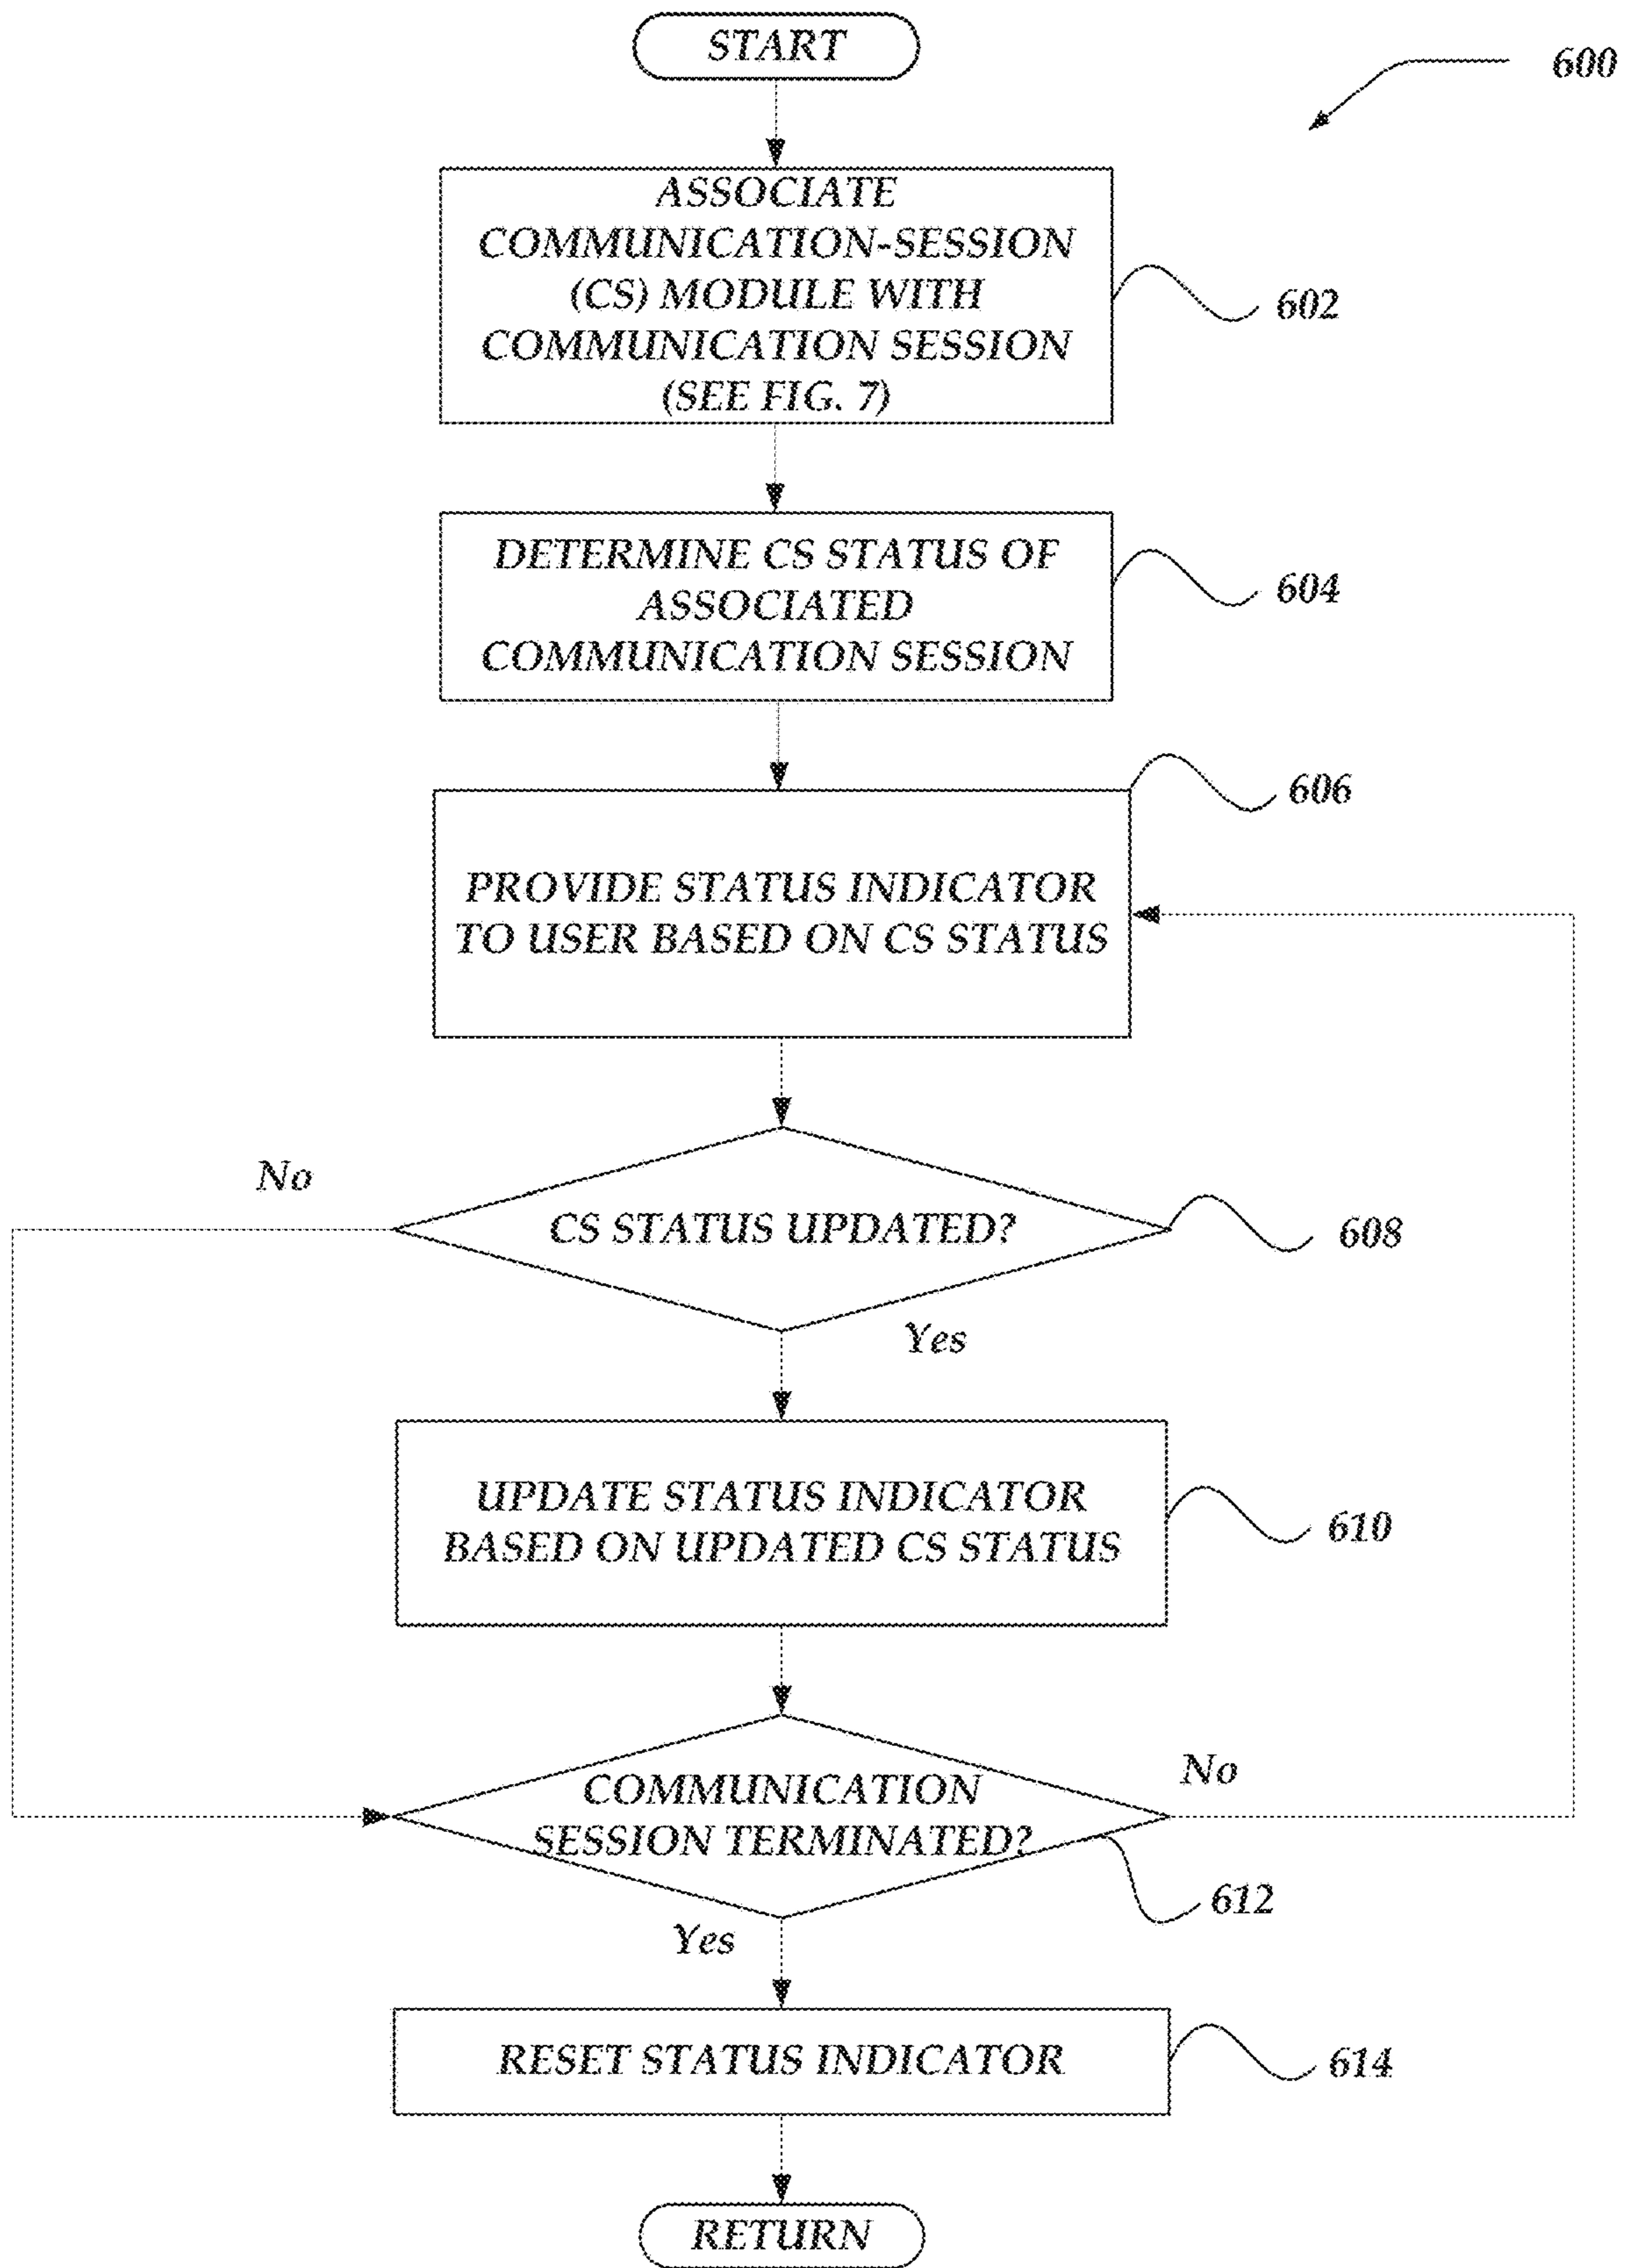 START
600
ASSOCIATE
COMMUNICATION-SESSION
(CS) MODULE WITH
COMMUNICATION SESSION
(SEE FIG. 7)
602
DETERMINE CS STATUS OF
ASSOCIATED
COMMUNICATION SESSION
604
606
PROVIDE STATUS INDICATOR
TO USER BASED ON CS STATUS
No
CS STATUS UPDATED?
608
Yes
UPDATE STATUS INDICATOR
BASED ON UPDATED CS STATUS
610
No
COMMUNICATION
SESSION TERMINATED?
612
Yes
RESET STATUS INDICATOR
614
RETURN